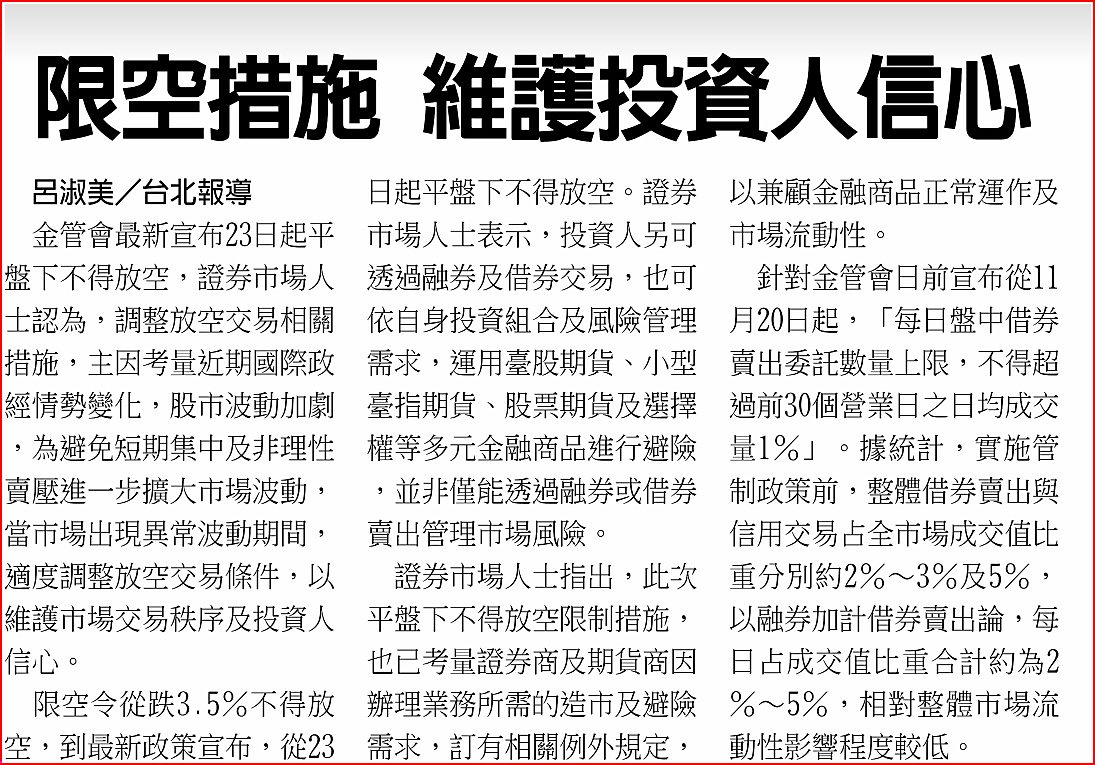 限空措施 維護投資人信心
呂淑美／台北報導
金管會最新宣布23日起平
盤下不得放空，證券市場人
士認為，調整放空交易相關
措施，主因考量近期國際政
經情勢變化，股市波動加劇
，為避免短期集中及非理性
賣壓進一步擴大市場波動，
當市場出現異常波動期間，
適度調整放空交易條件，以
維護市場交易秩序及投資人
信心。
限空令從跌3.5%不得放
空，到最新政策宣布，從23
日起平盤下不得放空。證券
市場人士表示，投資人另可
透過融券及借券交易，也可
依自身投資組合及風險管理
需求，運用臺股期貨、小型
臺指期貨、股票期貨及選擇
權等多元金融商品進行避險
，並非僅能透過融券或借券
賣出管理市場風險。
證券市場人士指出，此次
平盤下不得放空限制措施，
也已考量證券商及期貨商因
辦理業務所需的造市及避險
需求，訂有相關例外規定，
以兼顧金融商品正常運作及
市場流動性。
針對金管會日前宣布從11
月20日起，「每日盤中借券
賣出委託數量上限，不得超
過前30個營業日之日均成交
量1%」。據統計，實施管
制政策前，整體借券賣出與
信用交易占全市場成交值比
重分別約2%～3%及5%，
以融券加計借券賣出論，每
日占成交值比重合計約為2
%～5%，相對整體市場流
動性影響程度較低。